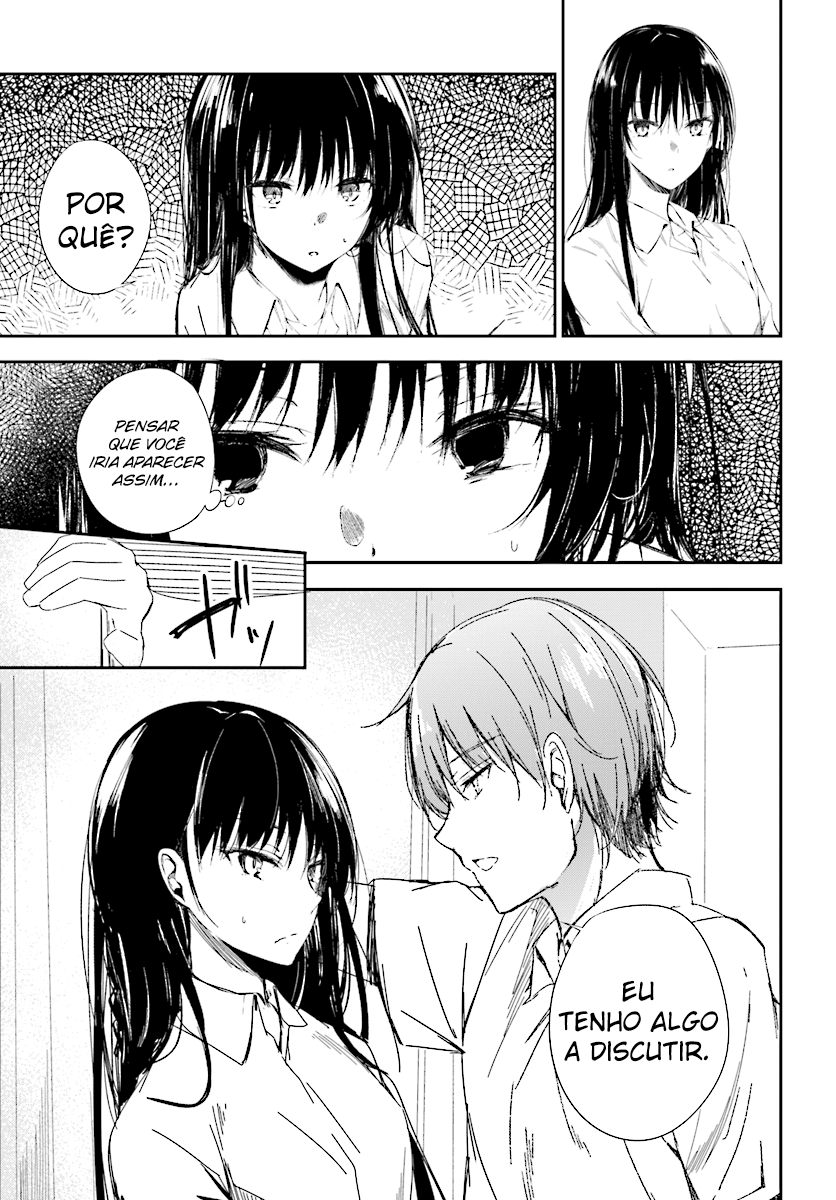 POR
QUÊ?
PENSAR
QUE VOCÊ
IRIA APARECER
ASSIM...
ガッ
EU
TENHO ALGO
A DISCUTIR.